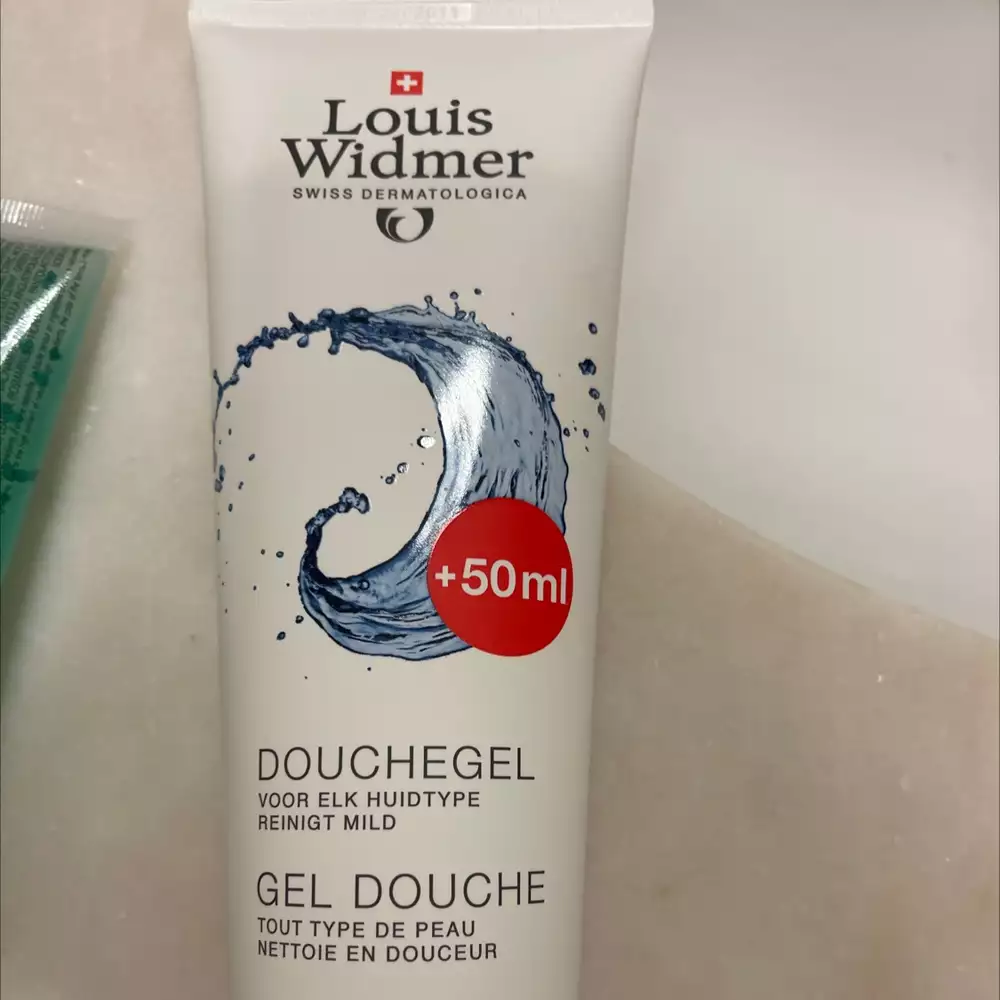 Louis
Widmer
SWISS DERMATOLOGICA
+50ml
DOUCHEGEL
VOOR ELK HUIDTYPE
REINIGT MILD
GEL DOUCHE
TOUT TYPE DE PEAU
NETTOIE EN DOUCEUR